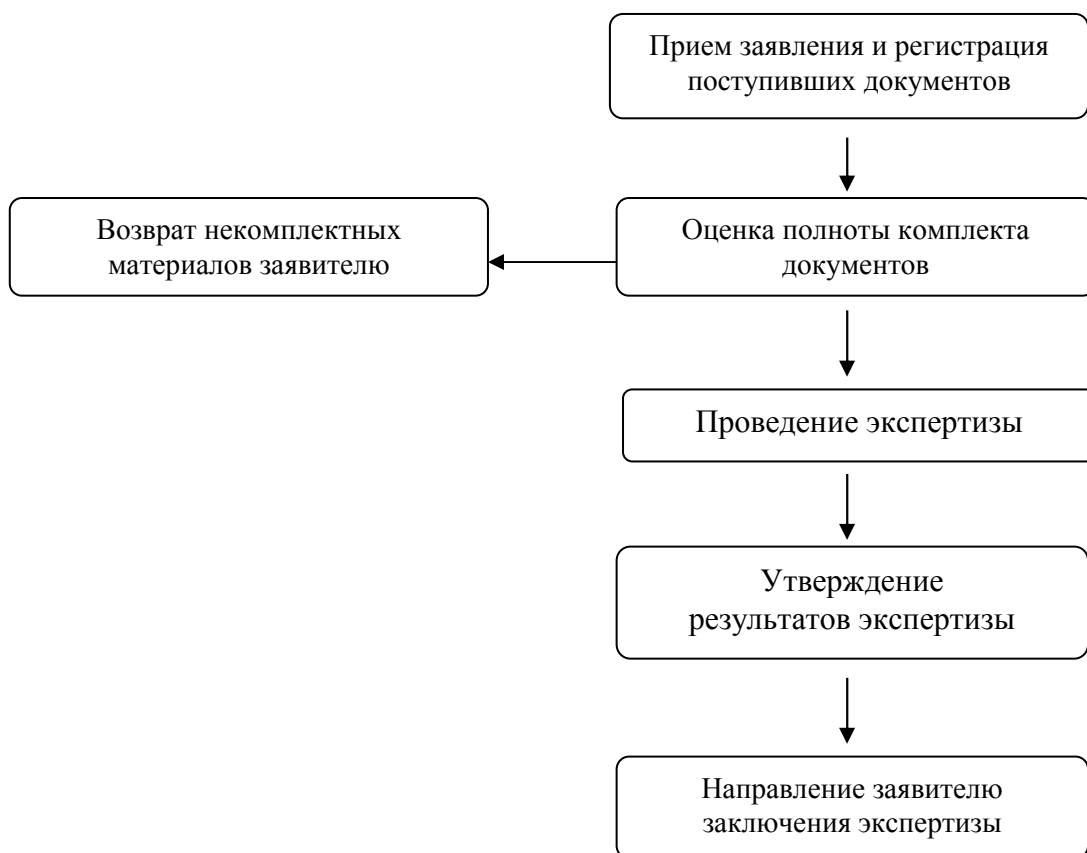 Прием заявления и регистрация
поступивших документов
Возврат некомплектных
материалов заявителю
Оценка полноты комплекта
документов
Проведение экспертизы
Утверждение
результатов экспертизы
Направление заявителю
заключения экспертизы